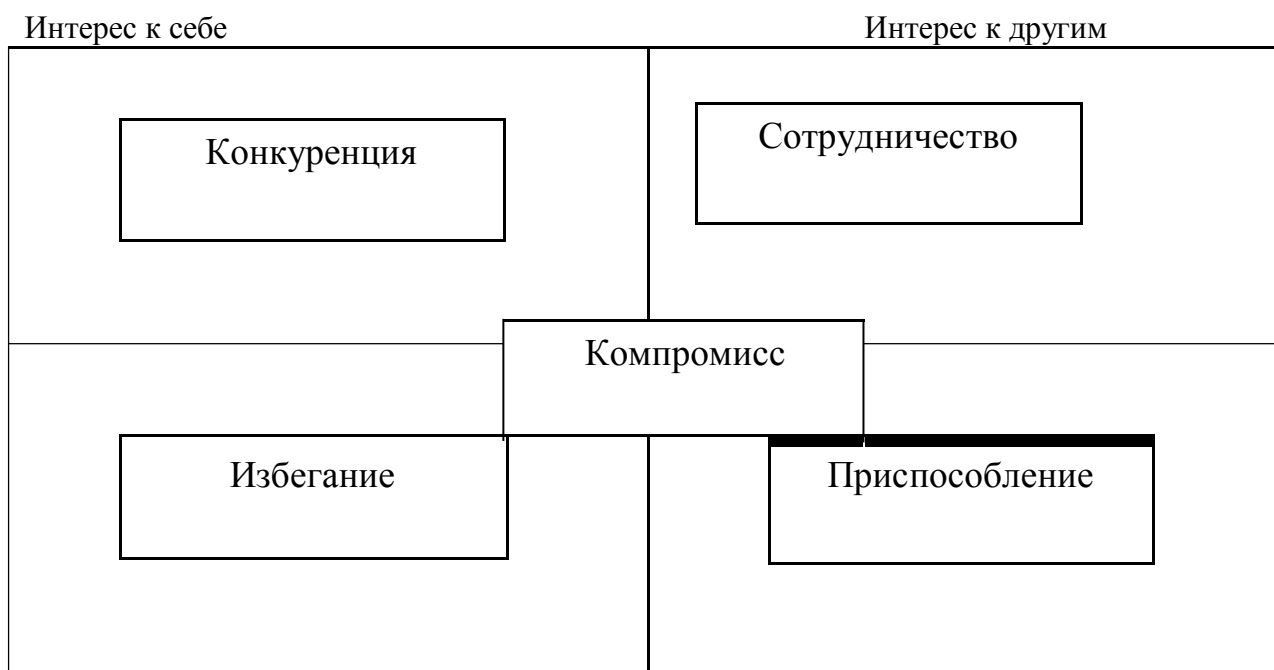 Интерес к себе
Интерес к другим
Конкуренция
Сотрудничество
Компромисс
Избегание
Приспособление